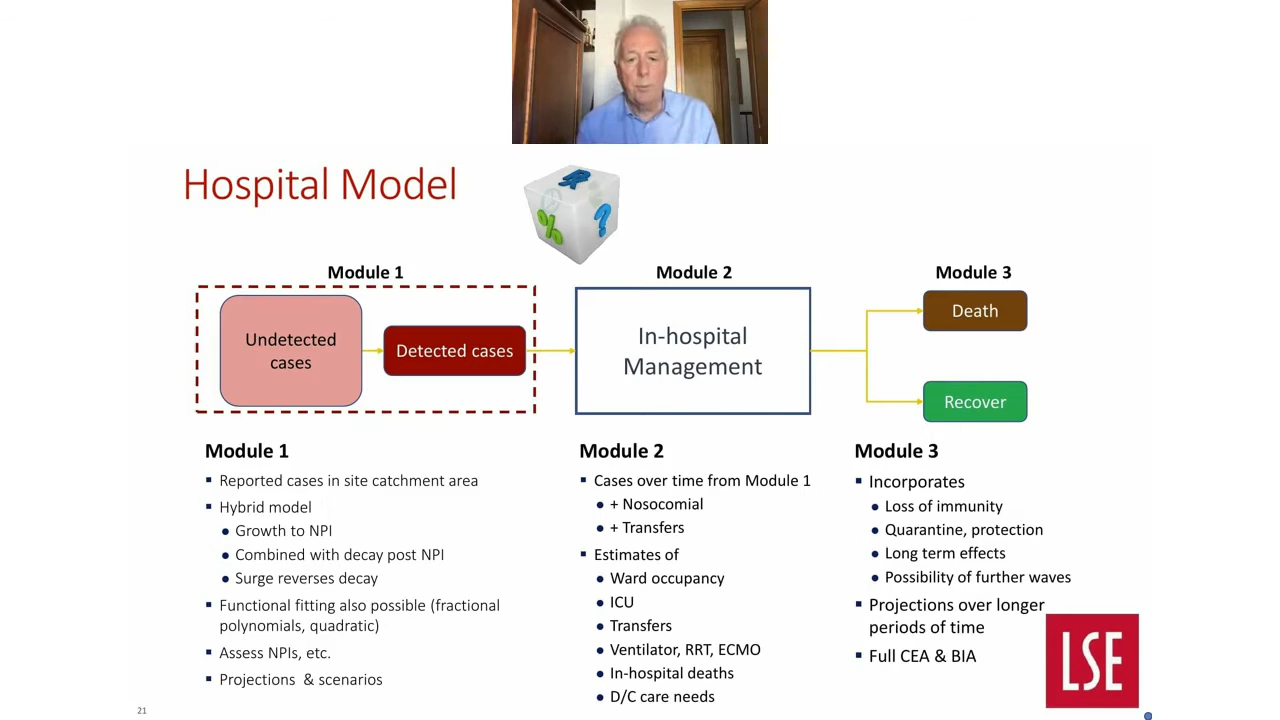 Hospital Model
%
?
Module 1
Module 2
Module 3
Undetected
cases
Detected cases
In-hospital
Management
Death
Recover
Module 1
▪ Reported cases in site catchment area
▪ Hybrid model
● Growth to NPI
● Combined with decay post NPI
● Surge reverses decay
▪ Functional fitting also possible (fractional
polynomials, quadratic)
▪ Assess NPIs, etc.
▪ Projections & scenarios
Module 2
▪ Cases over time from Module 1
● + Nosocomial
● + Transfers
▪ Estimates of
● Ward occupancy
● ICU
● Transfers
● Ventilator, RRT, ECMO
● In-hospital deaths
● D/C care needs
Module 3
▪ Incorporates
● Loss of immunity
● Quarantine, protection
● Long term effects
● Possibility of further waves
▪ Projections over longer
periods of time
▪ Full CEA & BIA
LSE
21